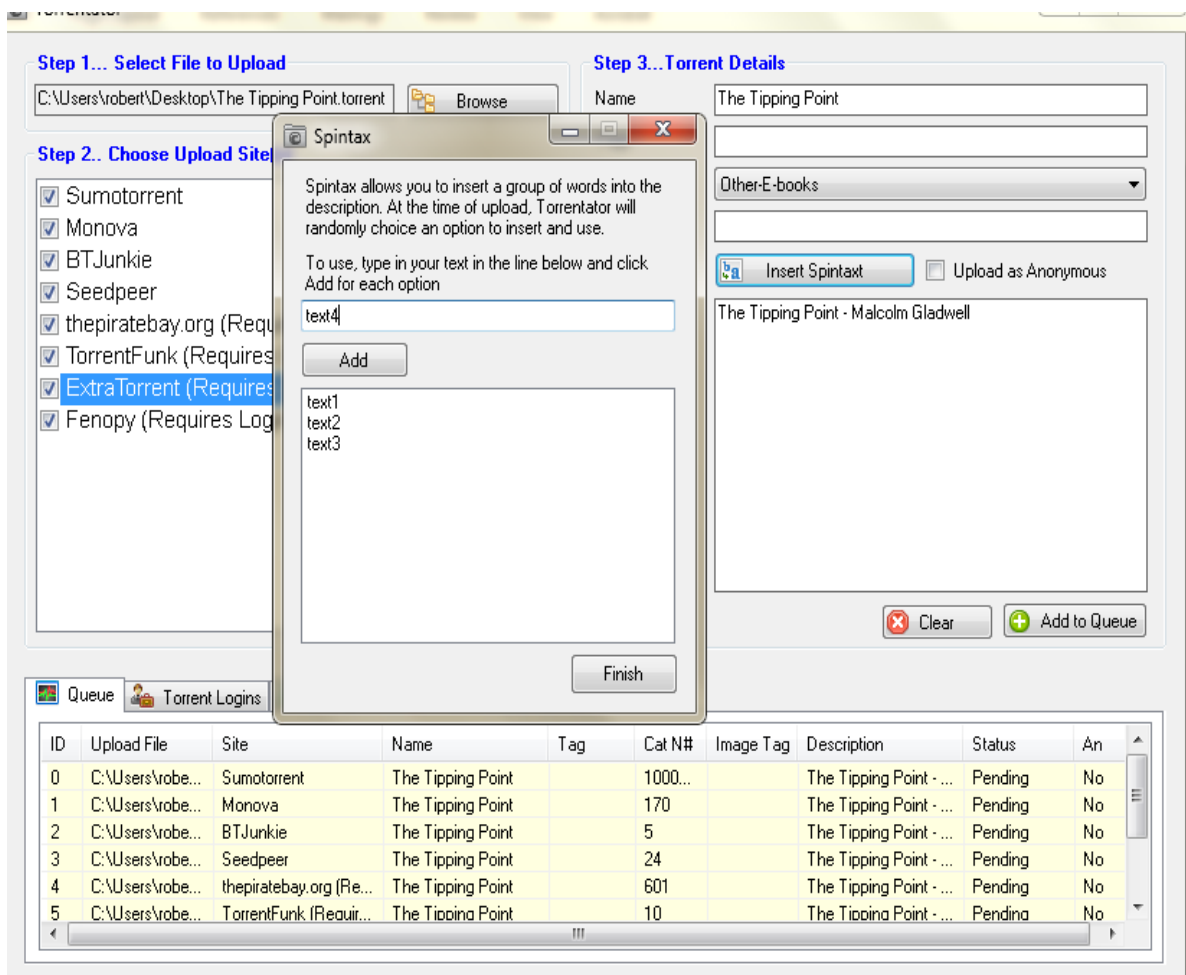 Torrentator
Step 1... Select File to Upload
C:\Users\robert\Desktop\The Tipping Point.torrent
Browse
Step 2.. Choose Upload Site
Sumotorrent
Monova
BTJunkie
Seedpeer
thepiratebay.org (Requ
TorrentFunk (Requires
ExtraTorrent (Requires
Fenopy (Requires Log
Spintax
Spintax allows you to insert a group of words into the
description. At the time of upload, Torrentator will
randomly choice an option to insert and use.
To use, type in your text in the line below and click
Add for each option
text4
Add
text1
text2
text3
Finish
Step 3...Torrent Details
Name
The Tipping Point
Other-E-books
Insert Spintaxt
Upload as Anonymous
The Tipping Point - Malcolm Gladwell
Clear
Add to Queue
Queue
Torrent Logins
ID Upload File Site Name Tag Cat N# Image Tag Description Status An
0 C:\Users\robe... Sumotorrent The Tipping Point 1000... The Tipping Point - ... Pending No
1 C:\Users\robe... Monova The Tipping Point 170 The Tipping Point - ... Pending No
2 C:\Users\robe... BTJunkie The Tipping Point 5 The Tipping Point - ... Pending No
3 C:\Users\robe... Seedpeer The Tipping Point 24 The Tipping Point - ... Pending No
4 C:\Users\robe... thepiratebay.org (Re... The Tipping Point 601 The Tipping Point - ... Pending No
5 C:\Users\robe... TorrentFunk (Requir... The Tipping Point 10 The Tipping Point - ... Pending No